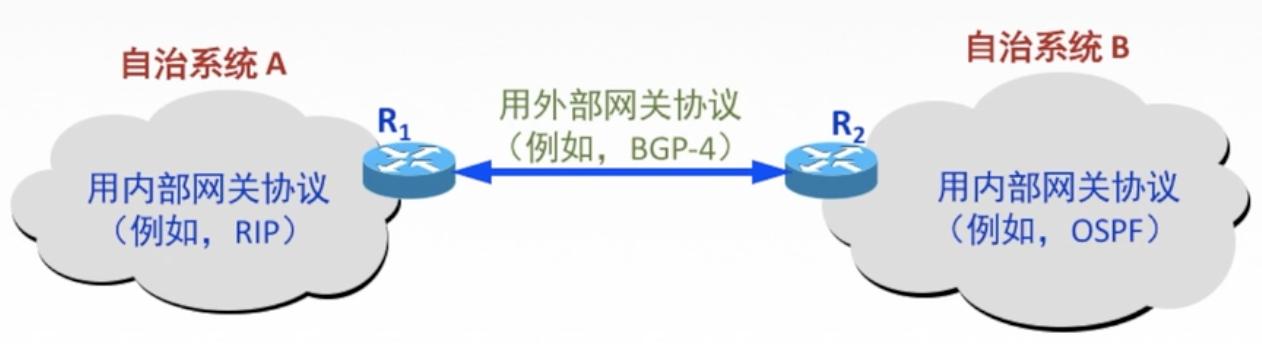 自治系统 A
自治系统 B
用外部网关协议
（例如，BGP-4）
R1
R2
用内部网关协议
（例如，RIP）
用内部网关协议
（例如，OSPF）